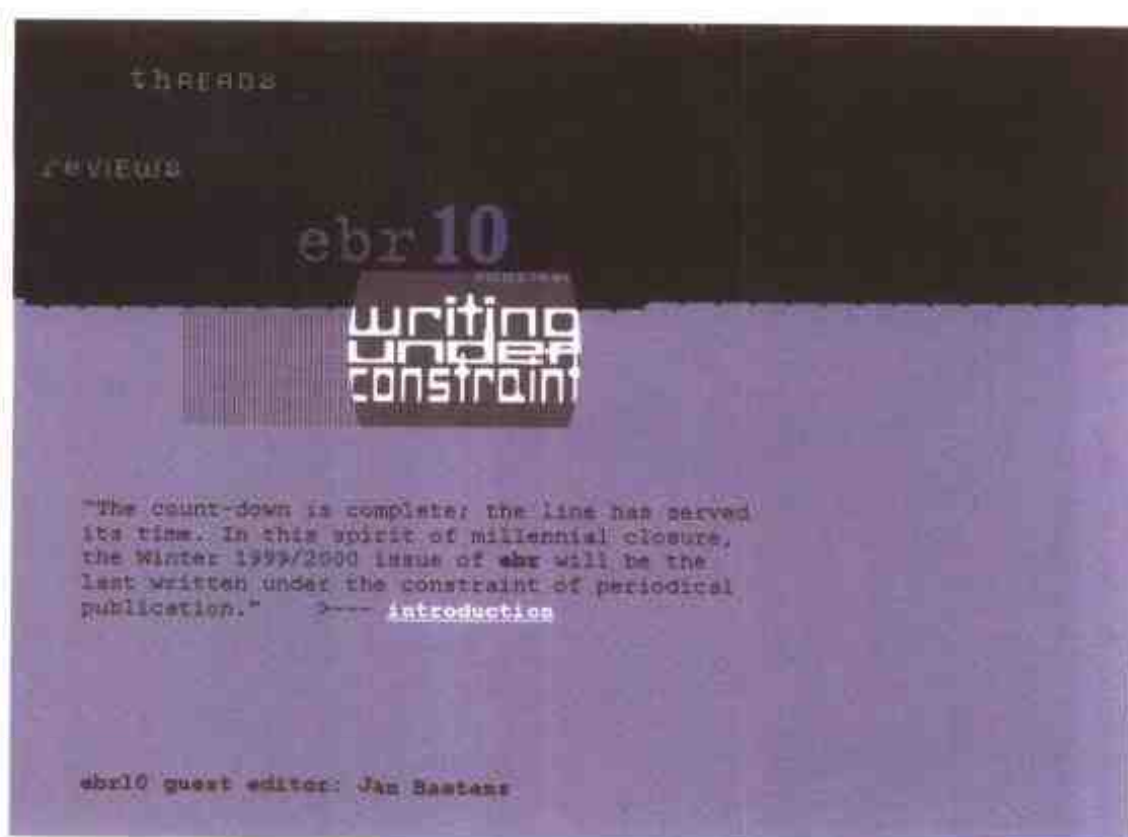 threads
reviews
ebr10
writing
under
constraint
"The count-down is complete; the line has served
its time. In this spirit of millennial closure,
the Winter 1999/2000 issue of ebr will be the
last written under the constraint of periodical
publication." >--- introduction
ebr10 guest editor: Jan Baetens